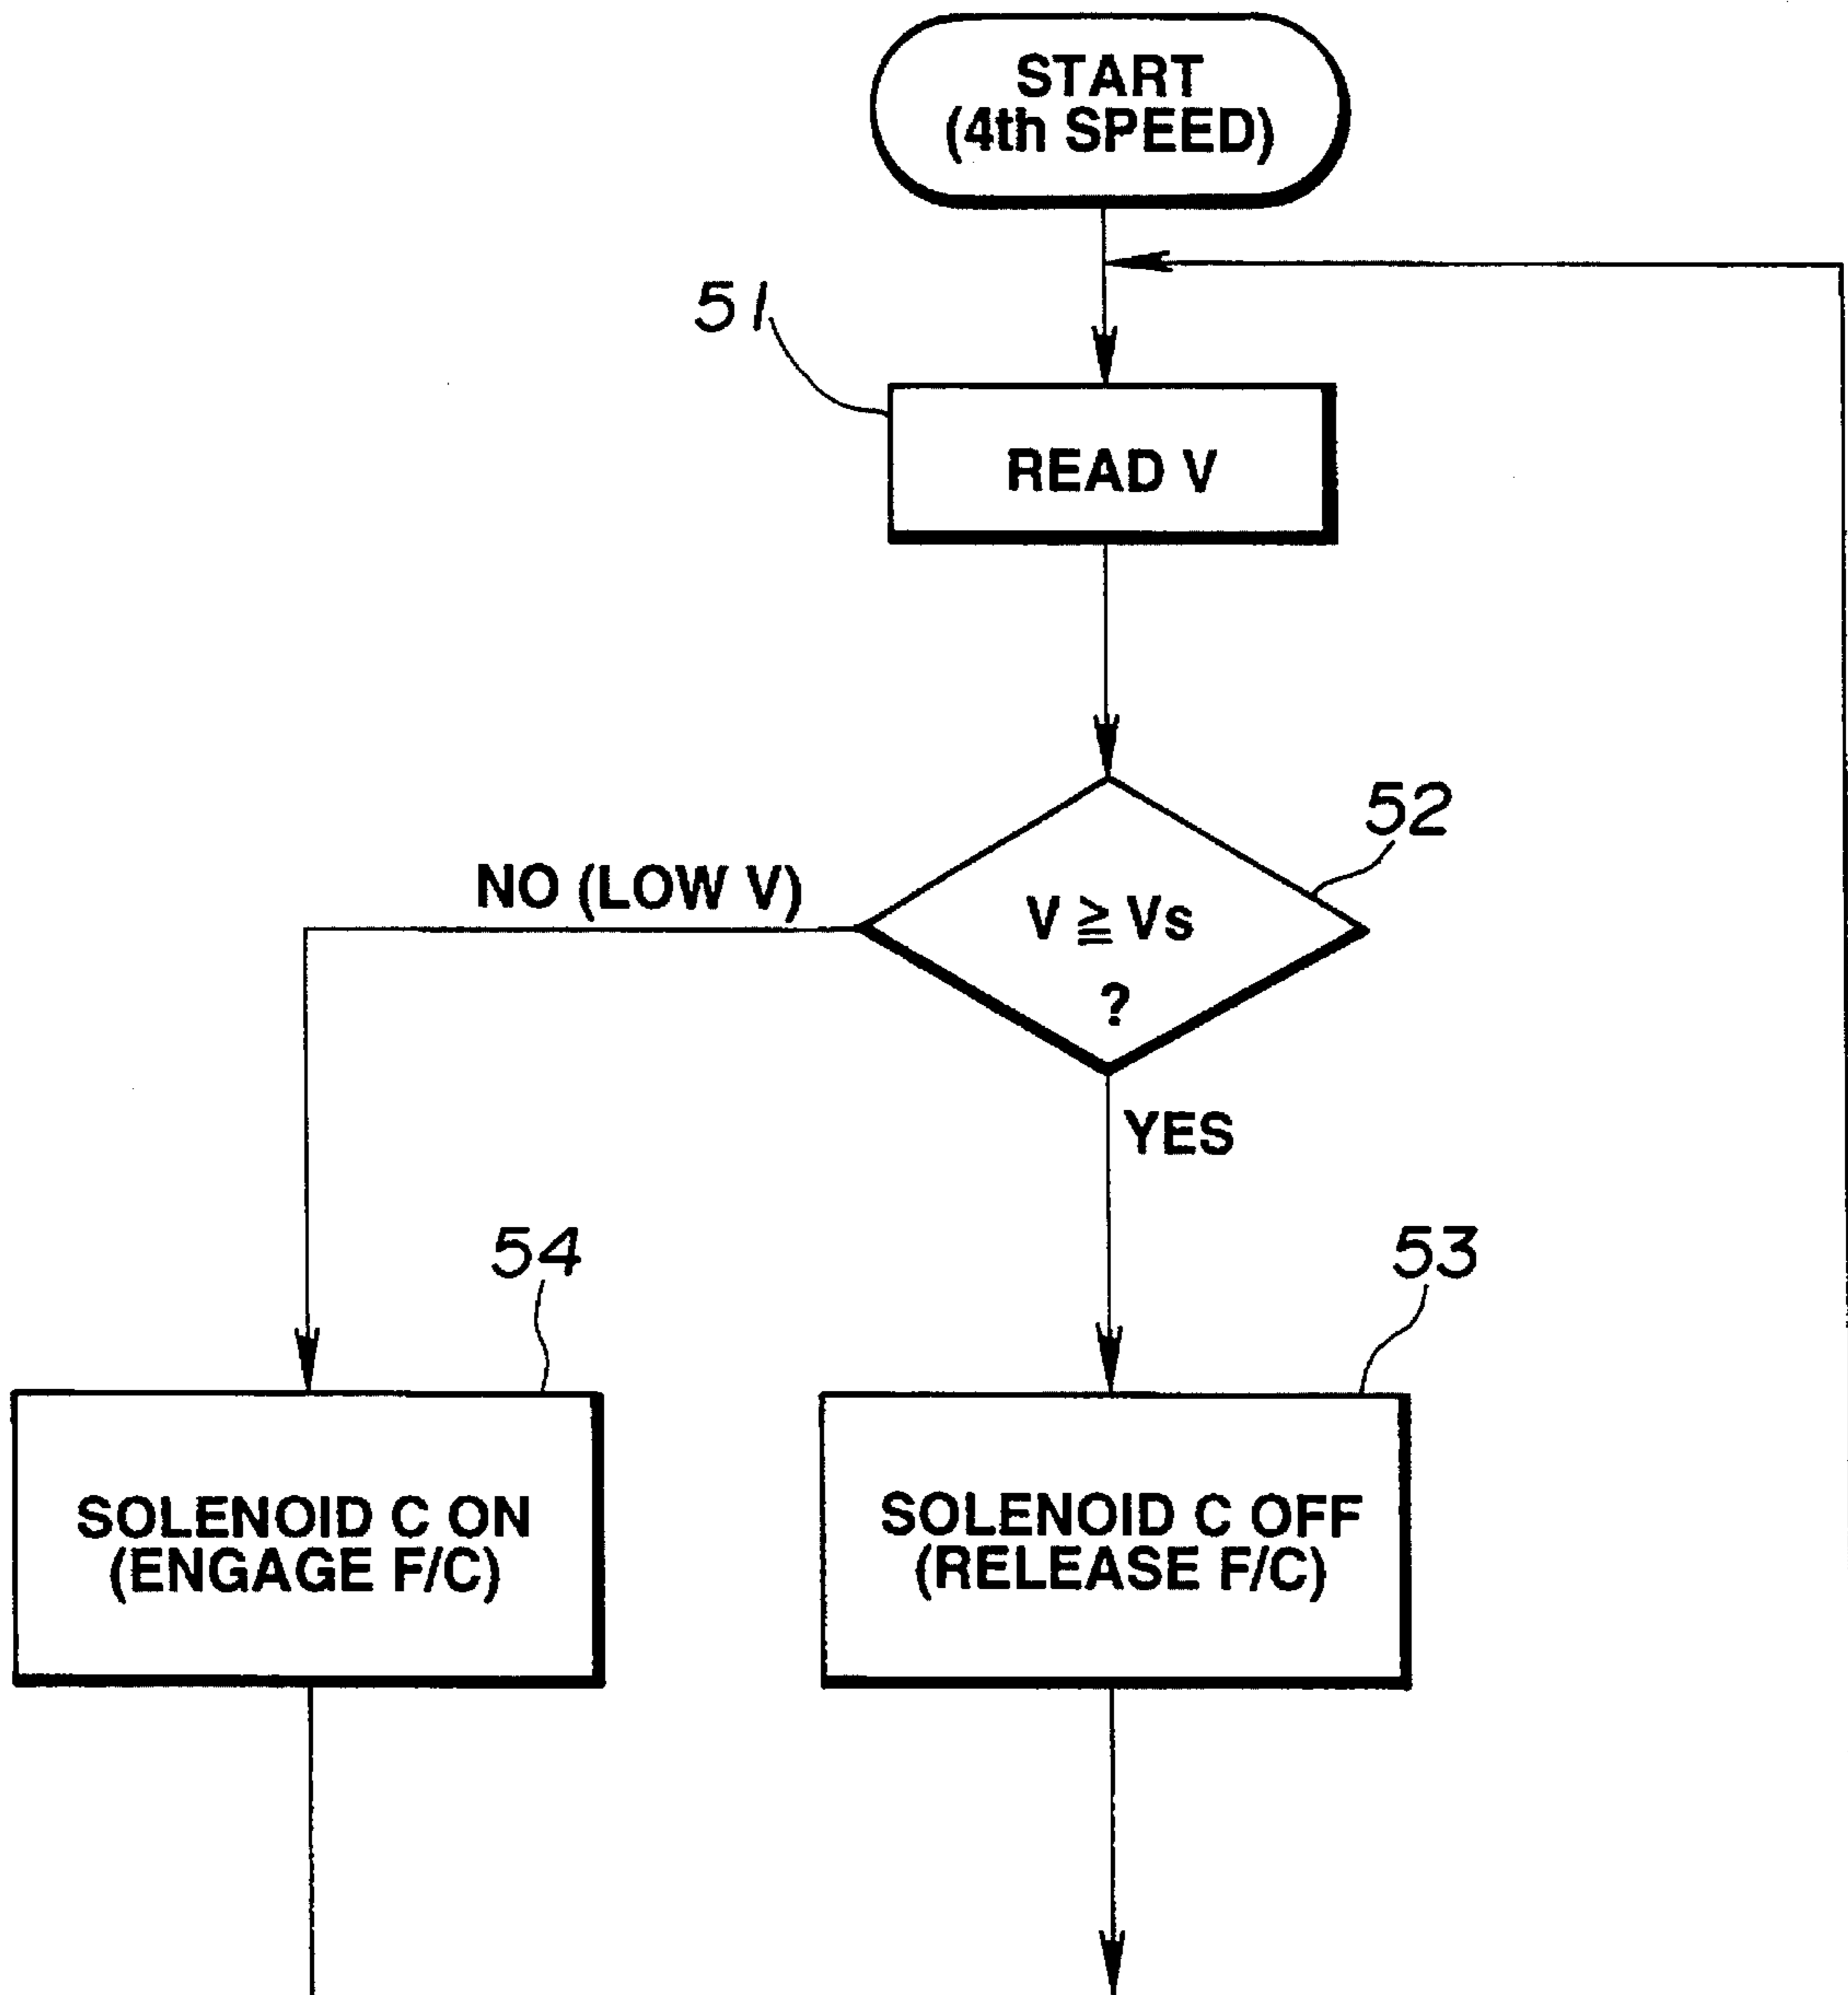 START
(4th SPEED)
51
READ V
52
NO (LOW V)
V ≧ Vs
?
YES
54
53
SOLENOID C ON
(ENGAGE F/C)
SOLENOID C OFF
(RELEASE F/C)